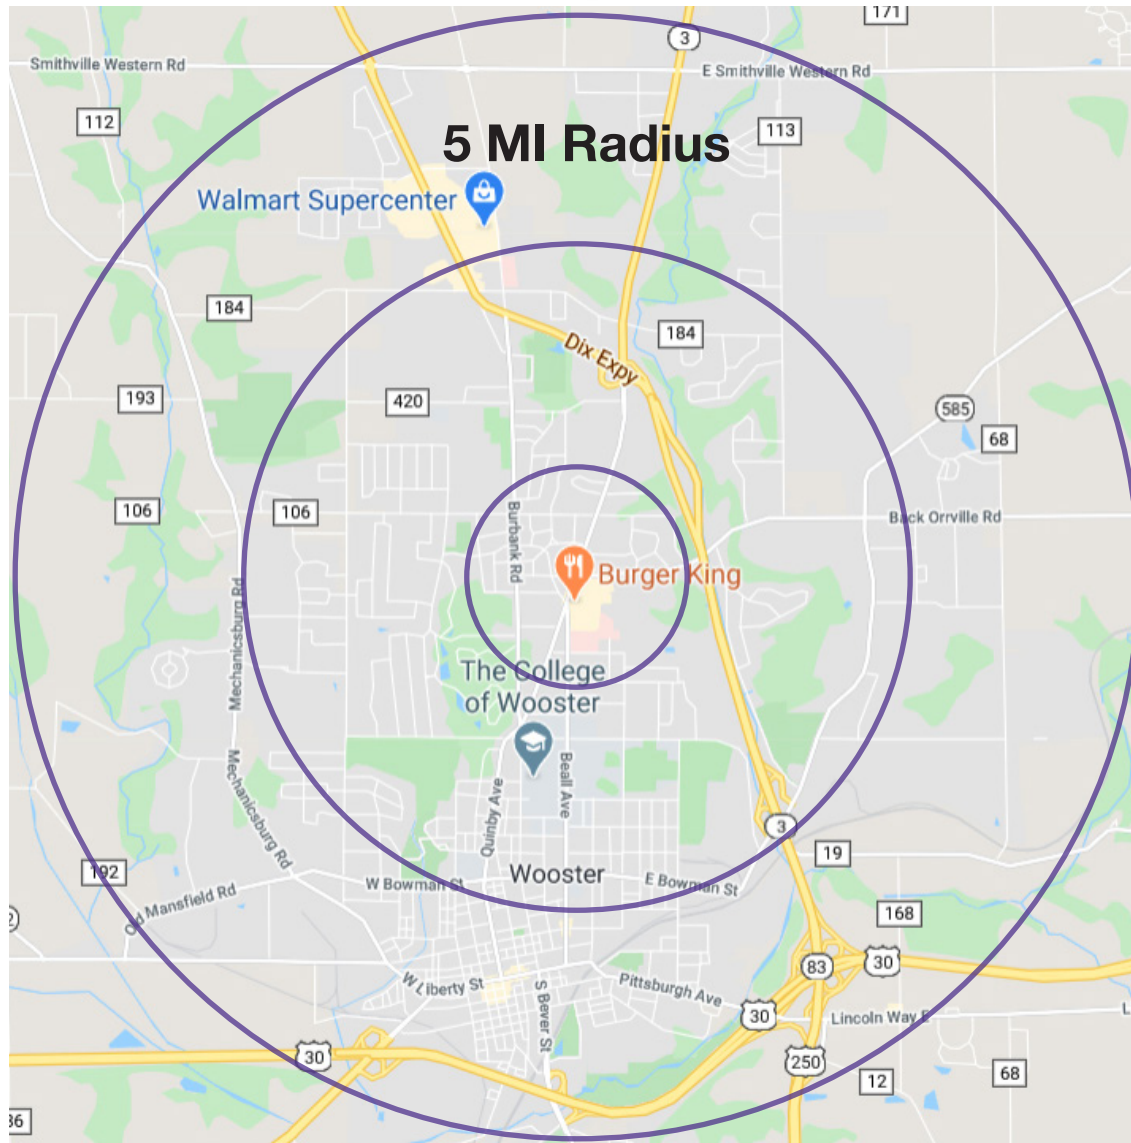 171
3
Smithville Western Rd
E Smithville Western Rd
112
113
5 MI Radius
Walmart Supercenter
184
184
Dix Expy
193
420
585
68
106
106
Burbank Rd
Back Orrville Rd
Burger King
Mechanicsburg Rd
The College
of Wooster
Mechanicsburg Rd
Quinby Ave
Beall Ave
3
19
192
Wooster
W Bowman St
E Bowman St
Old Mansfield Rd
168
83
30
W Liberty St
S Bever St
Pittsburgh Ave
30
Lincoln Way E
L
30
250
12
68